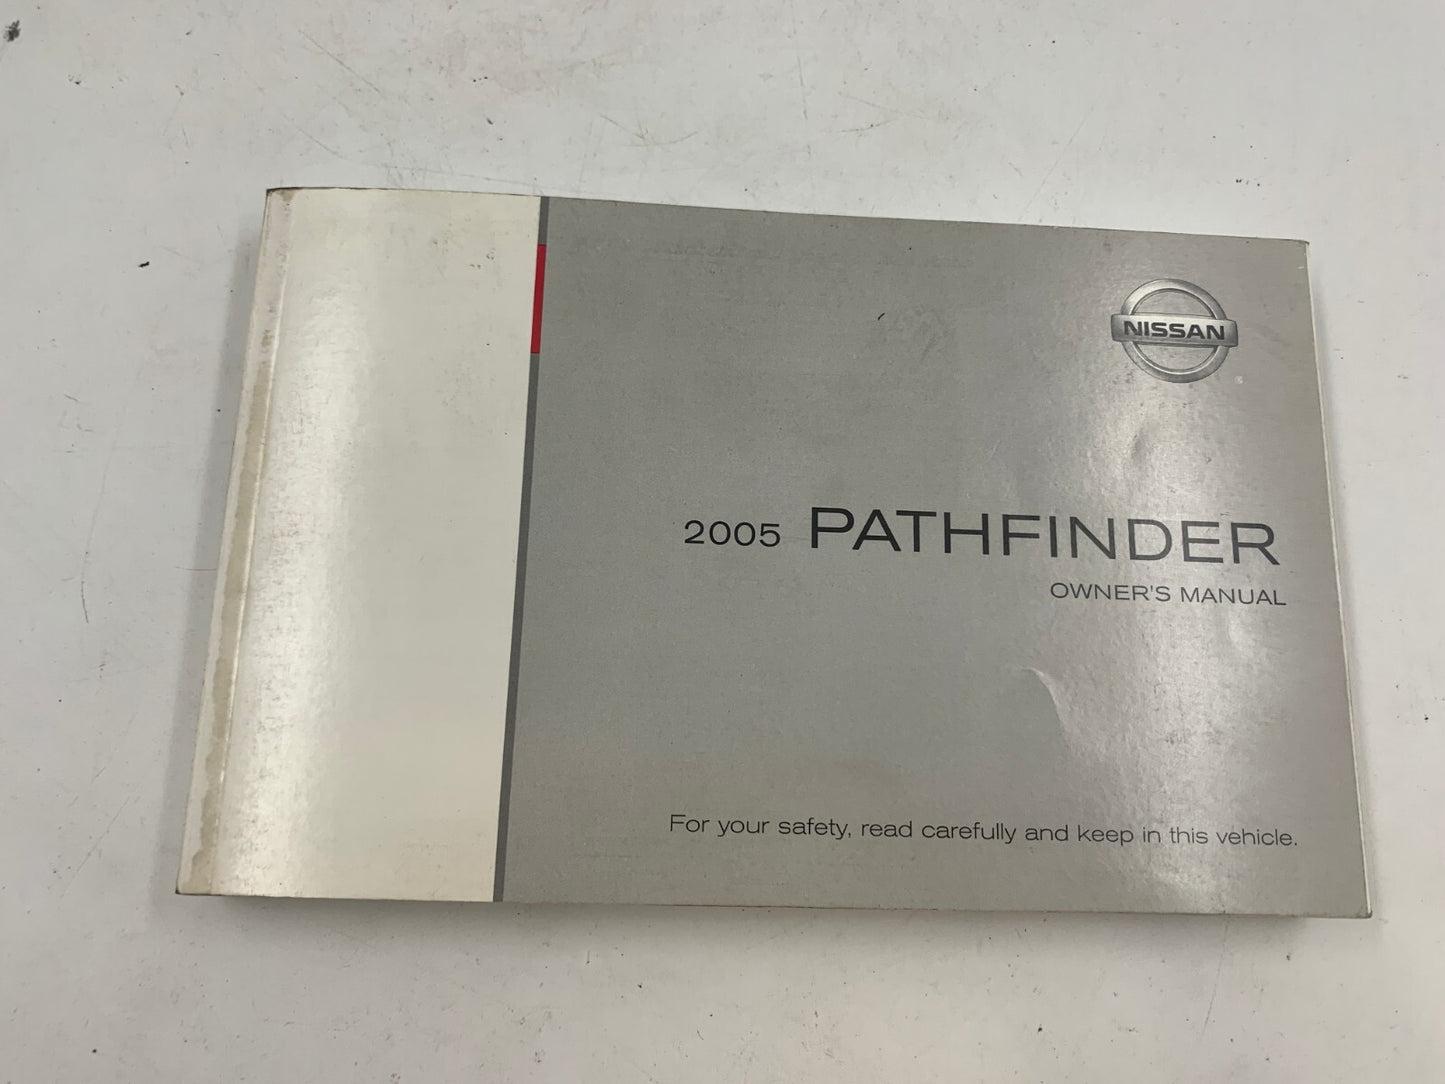 NISSAN
2005 PATHFINDER
OWNER'S MANUAL
For your safety, read carefully and keep in this vehicle.